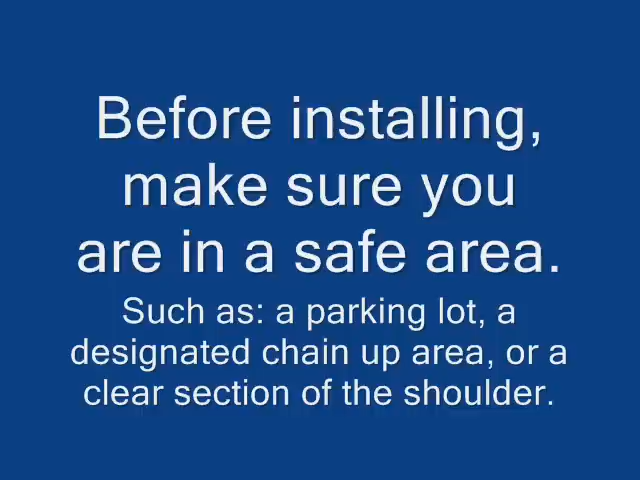 Before installing,
make sure you
are in a safe area.
Such as: a parking lot, a
designated chain up area, or a
clear section of the shoulder.